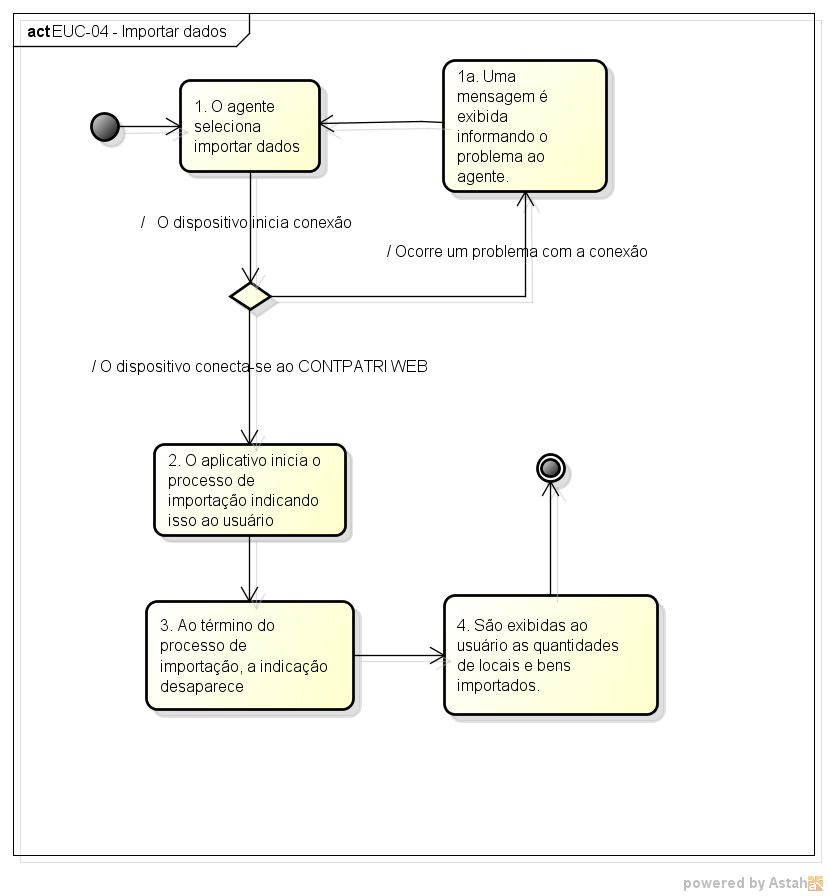 act EUC-04 - Importar dados
1. O agente
seleciona
importar dados
1a. Uma
mensagem é
exibida
informando o
problema ao
agente.
/ O dispositivo inicia conexão
/ Ocorre um problema com a conexão
/ O dispositivo conecta-se ao CONTPATRI WEB
2. O aplicativo inicia o
processo de
importação indicando
isso ao usuário
3. Ao término do
processo de
importação, a indicação
desaparece
4. São exibidas ao
usuário as quantidades
de locais e bens
importados.
powered by Astah